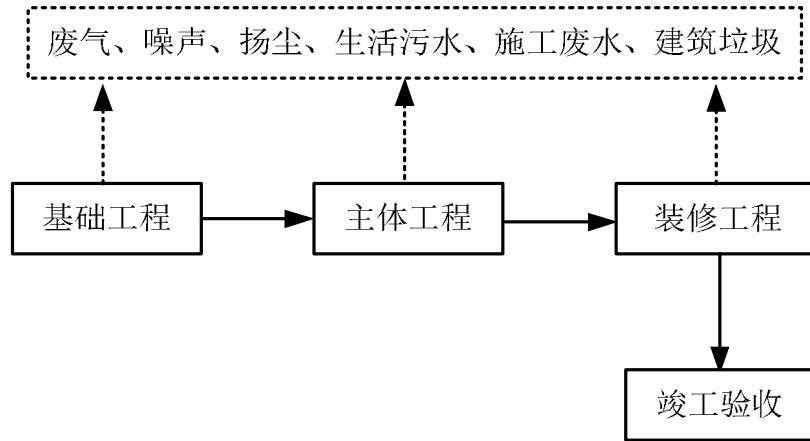 废气、噪声、扬尘、生活污水、施工废水、建筑垃圾
基础工程
主体工程
装修工程
竣工验收